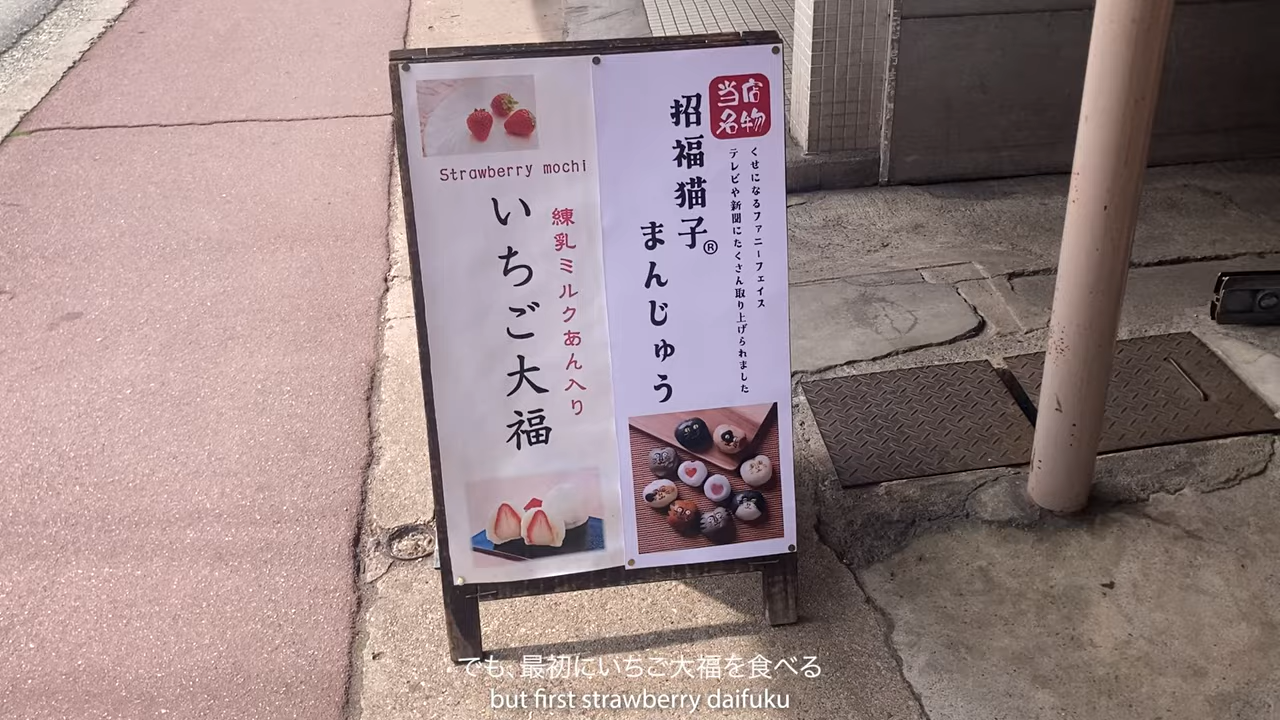 Strawberry mochi
練乳ミルクあん入り
いちご大福
当店
名物
くせになるファニーフェイス
テレビや新聞にたくさん取り上げられました
招福猫子®
まんじゅう
でも、最初にいちご大福を食べる
but first strawberry daifuku